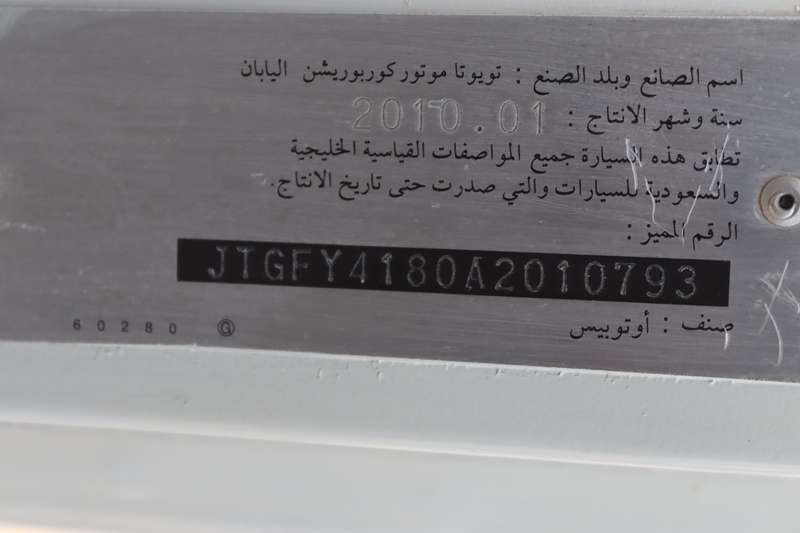 اسم الصانع وبلد الصنع : تويوتا موتور كوربوريشن اليابان
سنة وشهر الانتاج : 2010.01
تطابق هذه السيارة جميع المواصفات القياسية الخليجية
والسعودية للسيارات والتي صدرت حتى تاريخ الانتاج.
الرقم المميز :
JTGFY4180A2010793
صنف : أوتوبيس
60280 G